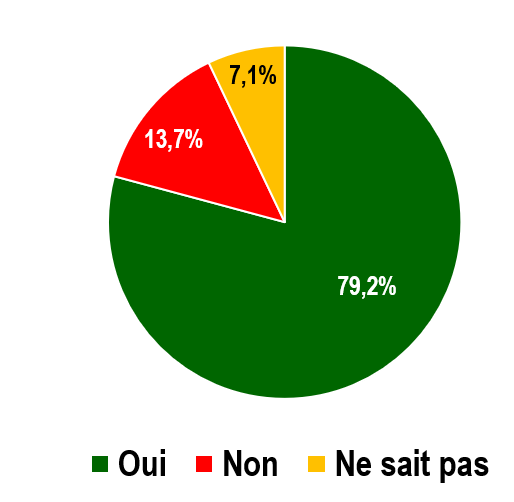 7,1%
13,7%
79,2%
Oui Non Ne sait pas